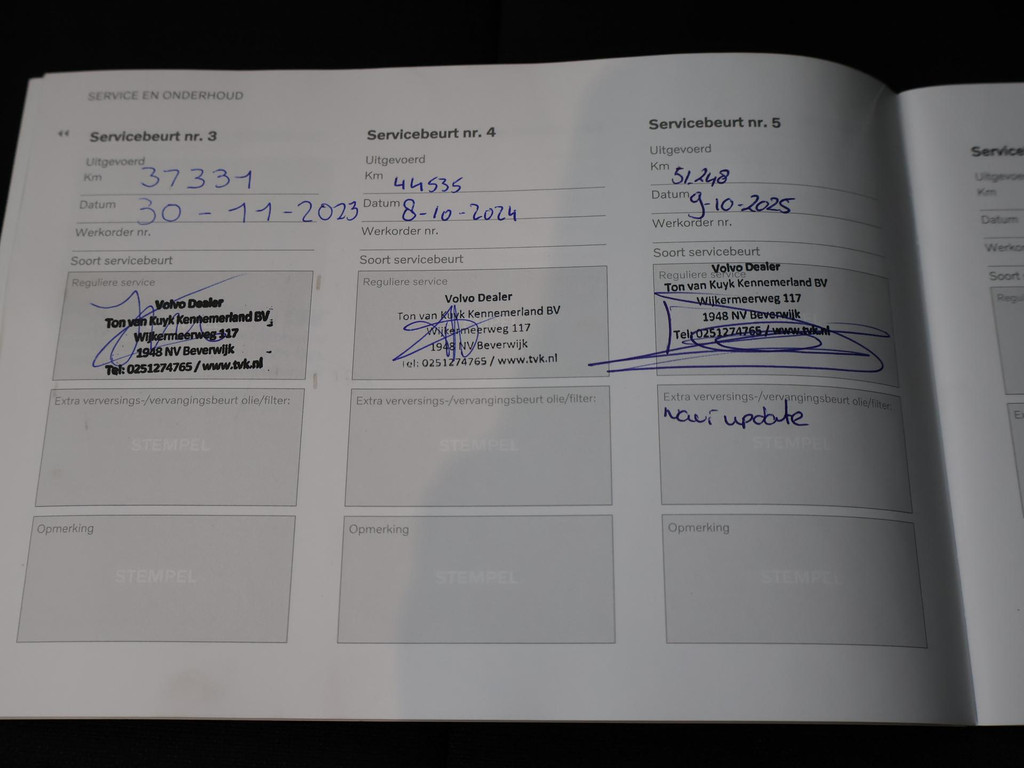 SERVICE EN ONDERHOUD
Servicebeurt nr. 3
Uitgevoerd
Km 37331
Datum 30-11-2023
Werkorder nr.
Soort servicebeurt
Reguliere service
Volvo Dealer
Ton van Kuyk Kennemerland BV
Wijkermeerweg 117
1948 NV Beverwijk
Tel: 0251274765 / www.tvk.nl
Extra verversings-/vervangingsbeurt olie/filter:
STEMPEL
Opmerking
STEMPEL
Servicebeurt nr. 4
Uitgevoerd
Km 44535
Datum 8-10-2024
Werkorder nr.
Soort servicebeurt
Reguliere service
Volvo Dealer
Ton van Kuyk Kennemerland BV
Wijkermeerweg 117
1948 NV Beverwijk
Tel: 0251274765 / www.tvk.nl
Extra verversings-/vervangingsbeurt olie/filter:
STEMPEL
Opmerking
STEMPEL
Servicebeurt nr. 5
Uitgevoerd
Km 51.248
Datum 9-10-2025
Werkorder nr.
Soort servicebeurt
Reguliere service
Volvo Dealer
Ton van Kuyk Kennemerland BV
Wijkermeerweg 117
1948 NV Beverwijk
Tel: 0251274765 / www.tvk.nl
Extra verversings-/vervangingsbeurt olie/filter:
navi update
STEMPEL
Opmerking
STEMPEL
Service
Uitgevoe
Km
Datum
Werko
Soort
Regu
E